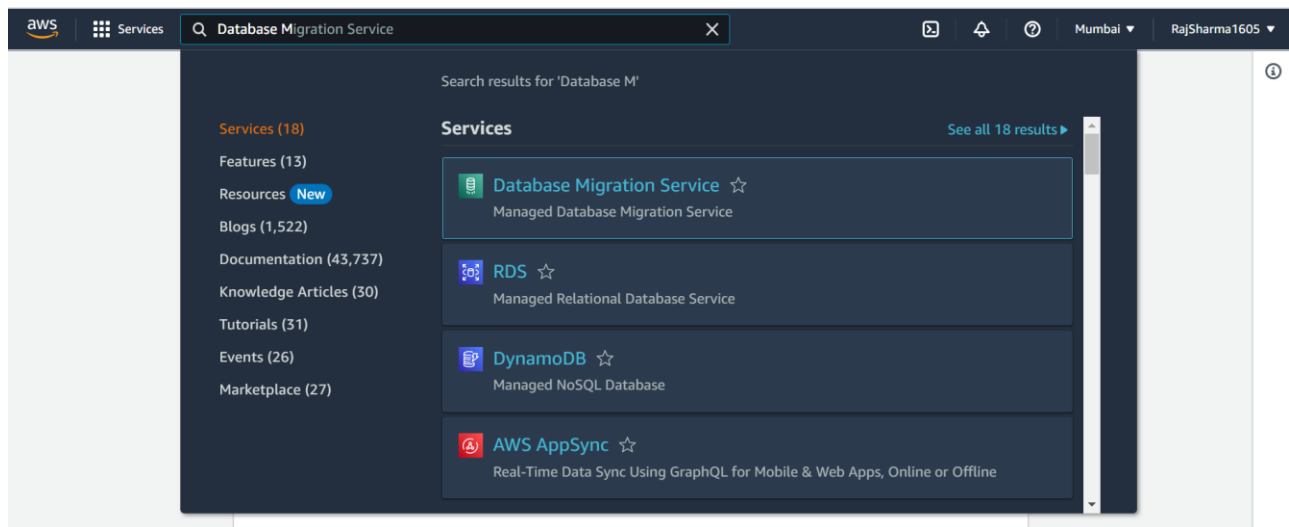 aws Services Database Migration Service Mumbai RajSharma1605
Search results for 'Database M'
Services (18)
Features (13)
Resources New
Blogs (1,522)
Documentation (43,737)
Knowledge Articles (30)
Tutorials (31)
Events (26)
Marketplace (27)
Services See all 18 results
Database Migration Service
Managed Database Migration Service
RDS
Managed Relational Database Service
DynamoDB
Managed NoSQL Database
AWS AppSync
Real-Time Data Sync Using GraphQL for Mobile & Web Apps, Online or Offline